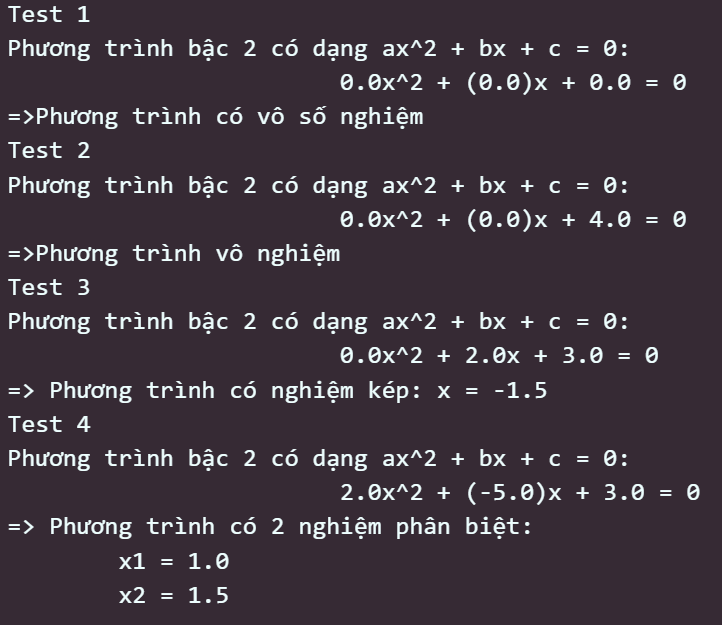 Test 1
Phương trình bậc 2 có dạng ax^2 + bx + c = 0:
0.0x^2 + (0.0)x + 0.0 = 0
=>Phương trình có vô số nghiệm
Test 2
Phương trình bậc 2 có dạng ax^2 + bx + c = 0:
0.0x^2 + (0.0)x + 4.0 = 0
=>Phương trình vô nghiệm
Test 3
Phương trình bậc 2 có dạng ax^2 + bx + c = 0:
0.0x^2 + 2.0x + 3.0 = 0
=> Phương trình có nghiệm kép: x = -1.5
Test 4
Phương trình bậc 2 có dạng ax^2 + bx + c = 0:
2.0x^2 + (-5.0)x + 3.0 = 0
=> Phương trình có 2 nghiệm phân biệt:
x1 = 1.0
x2 = 1.5